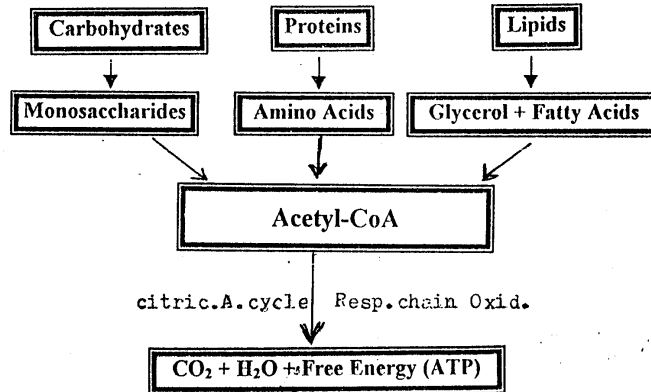 Carbohydrates Proteins Lipids
Monosaccharides Amino Acids Glycerol + Fatty Acids
Acetyl-CoA
citric.A.cycle Resp.chain Oxid.
CO₂ + H₂O + Free Energy (ATP)